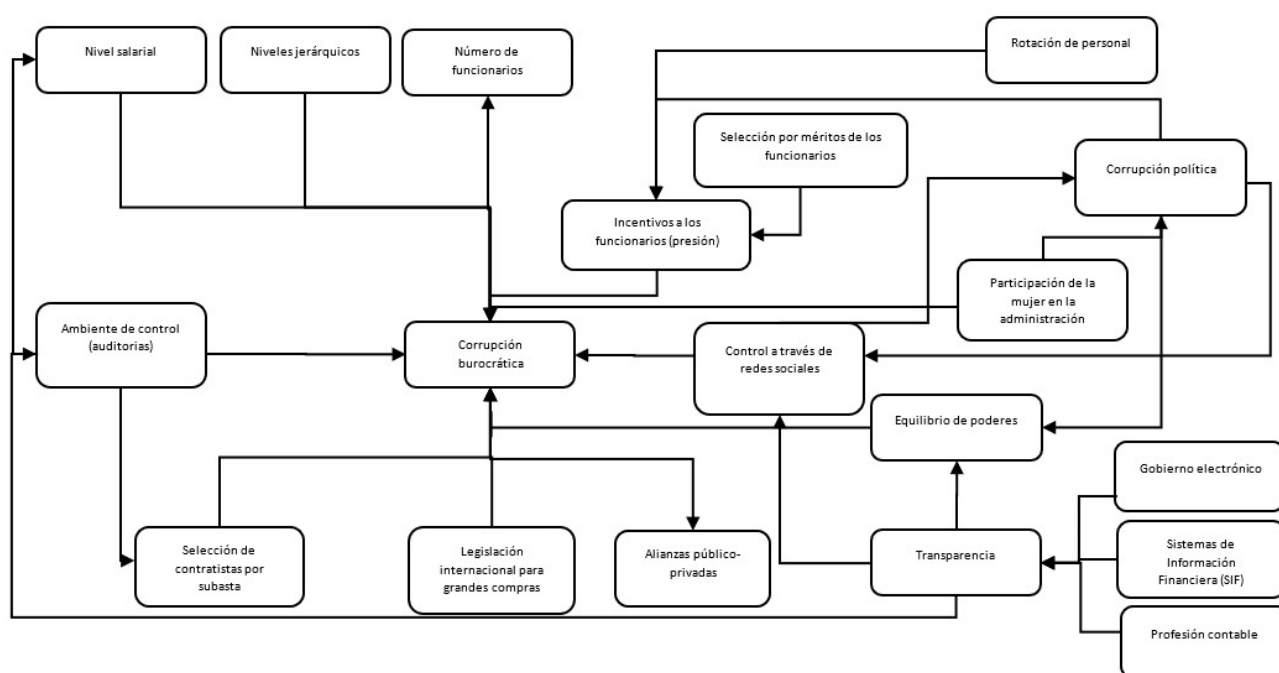 Nivel salarial
Niveles jerárquicos
Número de
funcionarios
Rotación de personal
Selección por méritos de los
funcionarios
Corrupción política
Incentivos a los
funcionarios (presión)
Participación de la
mujer en la
administración
Ambiente de control
(auditorias)
Corrupción
burocrática
Control a través de
redes sociales
Equilibrio de poderes
Gobierno electrónico
Selección de
contratistas por
subasta
Legislación
internacional para
grandes compras
Alianzas público-
privadas
Transparencia
Sistemas de
Información
Financiera (SIF)
Profesión contable